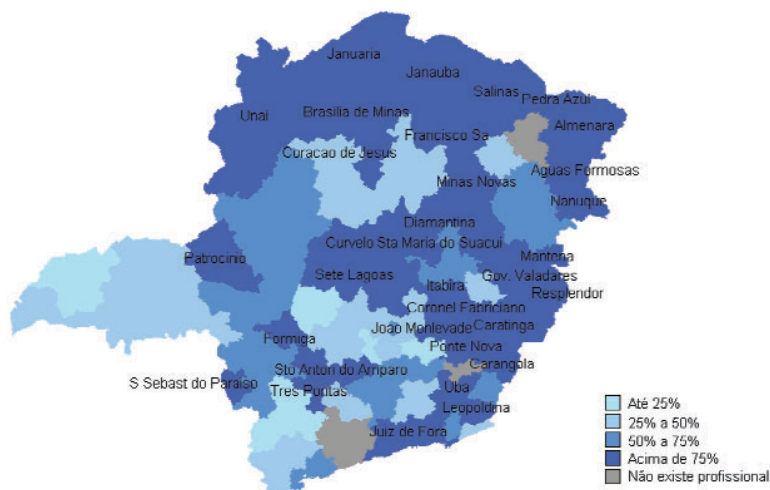 Januaria
Janauba
Salinas
Pedra Azul
Unai
Brasilia de Minas
Almenara
Francisco Sa
Coracao de Jesus
Aguas Formosas
Minas Novas
Nanuque
Diamantina
Curvelo Sta Maria do Suacui
Mantena
Patrocinio
Sete Lagoas
Gov. Valadares
Itabira
Resplendor
Coronel Fabriciano
Joao Monlevade
Caratinga
Formiga
Ponte Nova
Sto Anton do Amparo
Carangola
S Sebast do Paraiso
Tres Pontas
Uba
Leopoldina
Juiz de Fora
Até 25%
25% a 50%
50% a 75%
Acima de 75%
Não existe profissional